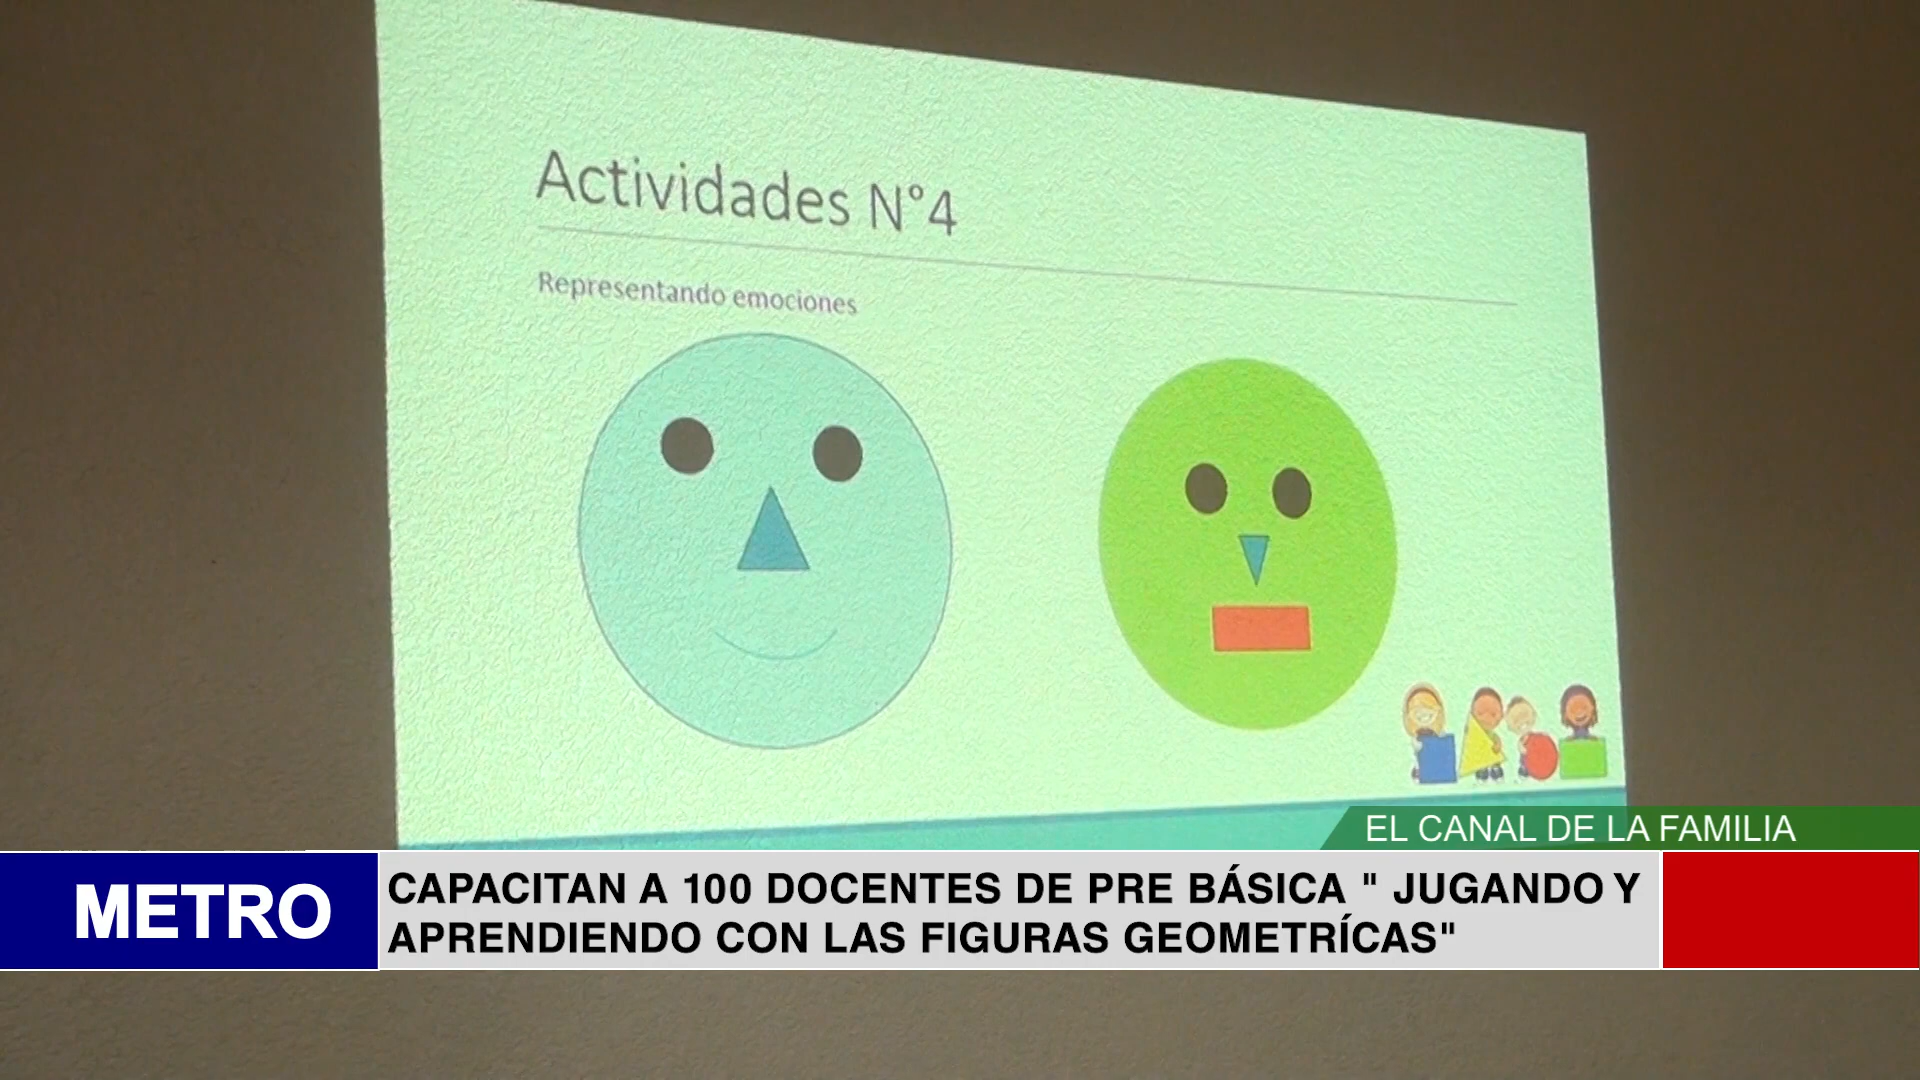 Actividades N°4
Representando emociones
EL CANAL DE LA FAMILIA
METRO
CAPACITAN A 100 DOCENTES DE PRE BÁSICA " JUGANDO Y
APRENDIENDO CON LAS FIGURAS GEOMETRÍCAS"